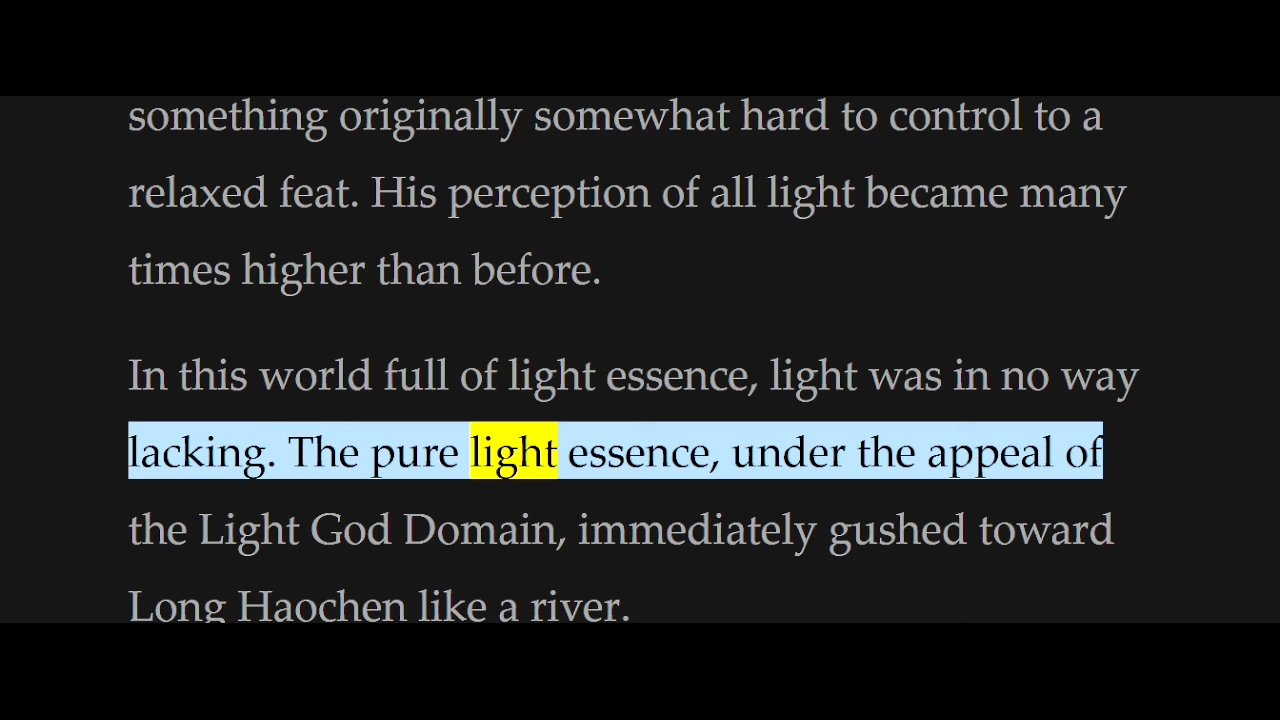 something originally somewhat hard to control to a
relaxed feat. His perception of all light became many
times higher than before.
In this world full of light essence, light was in no way
lacking. The pure light essence, under the appeal of
the Light God Domain, immediately gushed toward
Long Haochen like a river.